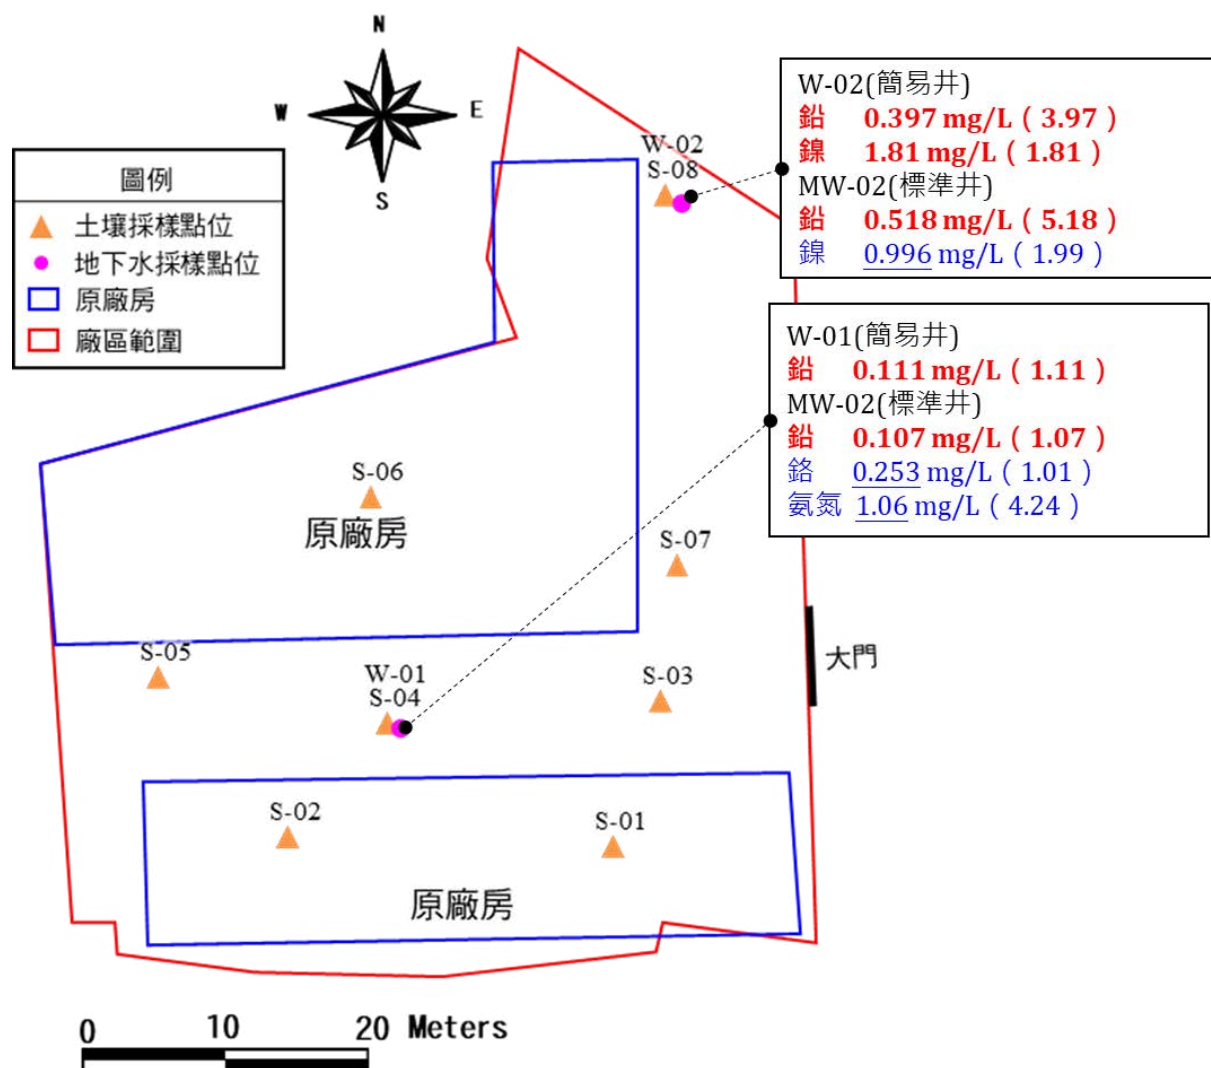 N
W
E
S
圖例
土壤採樣點位
地下水採樣點位
原廠房
廠區範圍
W-02
S-08
W-02(簡易井)
鉛 0.397 mg/L ( 3.97 )
鎳 1.81 mg/L ( 1.81 )
MW-02(標準井)
鉛 0.518 mg/L ( 5.18 )
鎳 0.996 mg/L ( 1.99 )
W-01(簡易井)
鉛 0.111 mg/L ( 1.11 )
MW-02(標準井)
鉛 0.107 mg/L ( 1.07 )
鉻 0.253 mg/L ( 1.01 )
氨氮 1.06 mg/L ( 4.24 )
S-06
原廠房
S-07
S-05
W-01
S-04
S-03
大門
S-02
S-01
原廠房
0 10 20 Meters